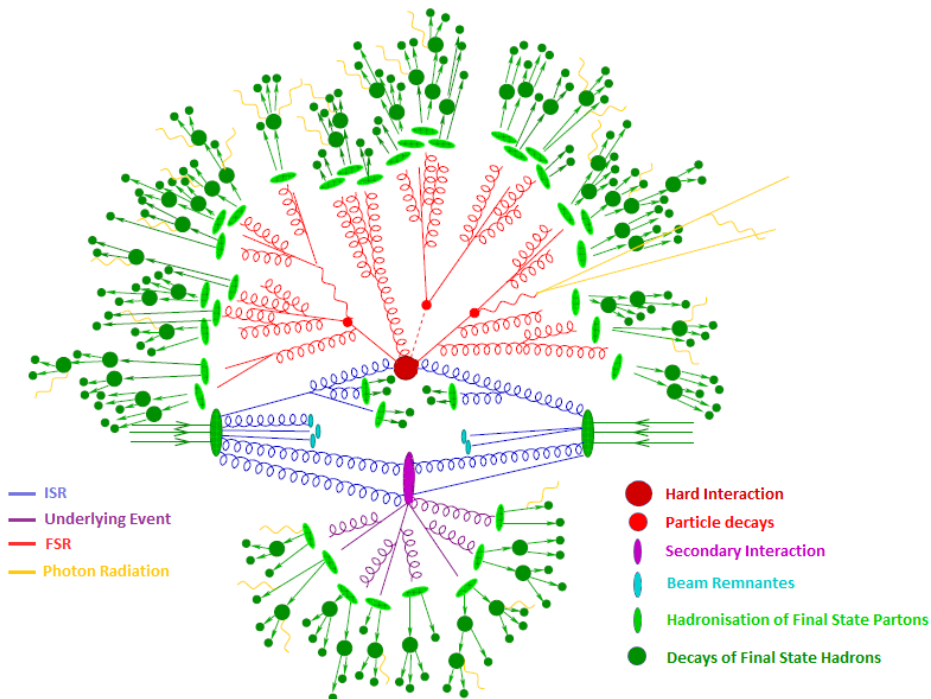 ISR
Underlying Event
FSR
Photon Radiation
Hard Interaction
Particle decays
Secondary Interaction
Beam Remnantes
Hadronisation of Final State Partons
Decays of Final State Hadrons